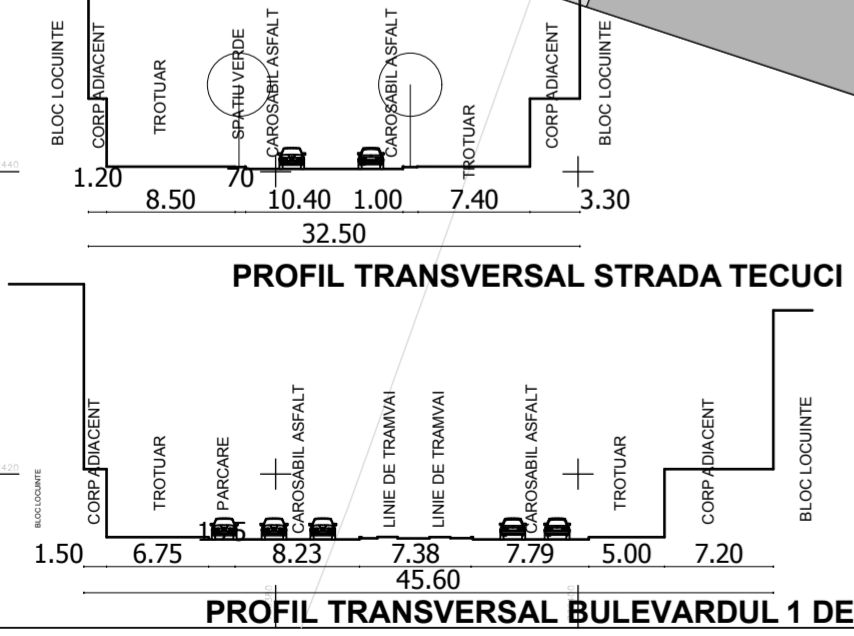 BLOC LOCUINTE
CORP ADIACENT
TROTUAR
SPATIU VERDE
CAROSABIL ASFALT
CAROSABIL ASFALT
TROTUAR
CORP ADIACENT
BLOC LOCUINTE
440
1.20
8.50
70
10.40
1.00
7.40
3.30
32.50
PROFIL TRANSVERSAL STRADA TECUCI
BLOC LOCUINTE
CORP ADIACENT
TROTUAR
PARCARE
CAROSABIL ASFALT
LINIE DE TRAMVAI
LINIE DE TRAMVAI
CAROSABIL ASFALT
TROTUAR
CORP ADIACENT
BLOC LOCUINTE
420
1.50
6.75
8.23
7.38
7.79
5.00
7.20
45.60
PROFIL TRANSVERSAL BULEVARDUL 1 DE